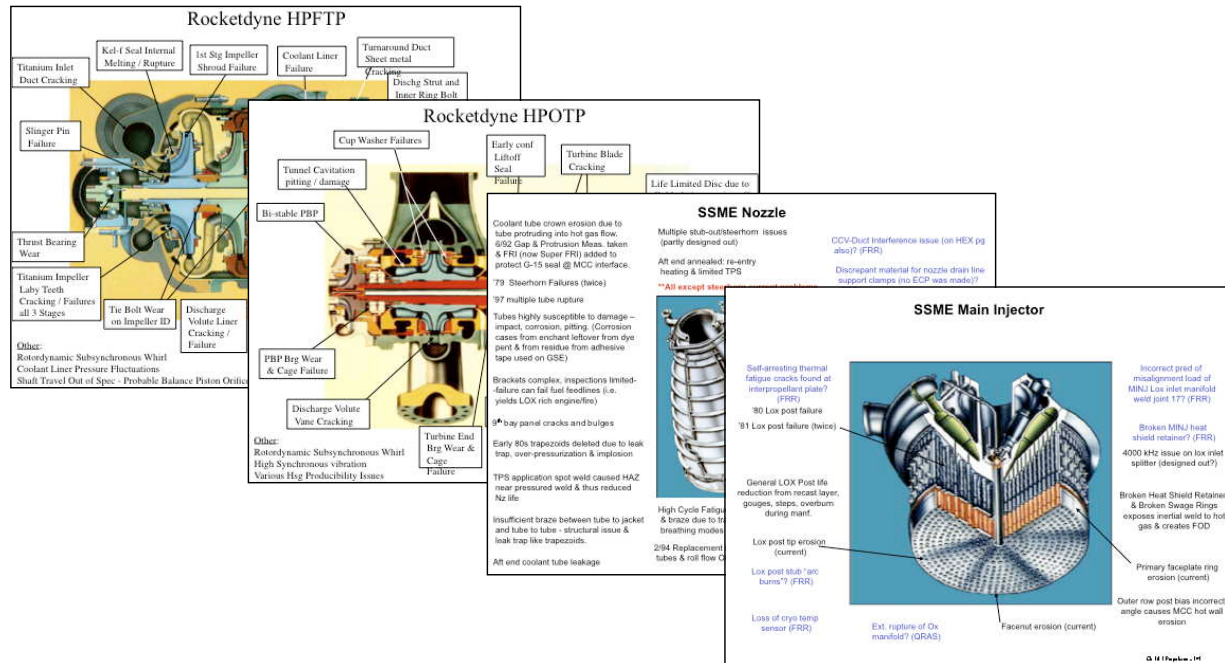 Rocketdyne HPFTP
Titanium Inlet
Duct Cracking
Kel-f Seal Internal
Melting / Rupture
1st Stg Impeller
Shroud Failure
Coolant Liner
Failure
Turnaround Duct
Sheet metal
Cracking
Dischg Strut and
Inner Ring Bolt
Slinger Pin
Failure
Thrust Bearing
Wear
Titanium Impeller
Laby Teeth
Cracking / Failures
all 3 Stages
Tie Bolt Wear
on Impeller ID
Discharge
Volute Liner
Cracking /
Failure
Other:
Rotordynamic Subsynchronous Whirl
Coolant Liner Pressure Fluctuations
Shaft Travel Out of Spec - Probable Balance Piston Orifice
Rocketdyne HPOTP
Cup Washer Failures
Early conf
Liftoff
Seal
Failure
Turbine Blade
Cracking
Tunnel Cavitation
pitting / damage
Life Limited Disc due to
Bi-stable PBP
PBP Brg Wear
& Cage Failure
Discharge Volute
Vane Cracking
Turbine End
Brg Wear &
Cage
Failure
Other:
Rotordynamic Subsynchronous Whirl
High Synchronous vibration
Various Hsg Producibility Issues
SSME Nozzle
Coolant tube crown erosion due to
tube protruding into hot gas flow.
6/92 Gap & Protrusion Meas. taken
& FRI (now Super FRI) added to
protect G-15 seal @ MCC interface.
'79 Steerhorn Failures (twice)
'97 multiple tube rupture
Tubes highly susceptible to damage –
impact, corrosion, pitting. (Corrosion
cases from enchant leftover from dye
pent & from residue from adhesive
tape used on GSE)
Brackets complex, inspections limited-
-failure can fail fuel feedlines (i.e.
yields LOX rich engine/fire)
9th bay panel cracks and bulges
Early 80s trapezoids deleted due to leak
trap, over-pressurization & implosion
TPS application spot weld caused HAZ
near pressured weld & thus reduced
Nz life
Insufficient braze between tube to jacket
and tube to tube - structural issue &
leak trap like trapezoids.
Aft end coolant tube leakage
Multiple stub-out/steerhorn issues
(partly designed out)
Aft end annealed: re-entry
heating & limited TPS
**All except steerhorn current problems
CCV-Duct Interference issue (on HEX pg
also)? (FRR)
Discrepant material for nozzle drain line
support clamps (no ECP was made)?
High Cycle Fatigu
& braze due to tra
breathing modes
2/94 Replacement
tubes & roll flow O
SSME Main Injector
Self-arresting thermal
fatigue cracks found at
interpropellant plate?
(FRR)
'80 Lox post failure
'81 Lox post failure (twice)
General LOX Post life
reduction from recast layer,
gouges, steps, overburn
during manf.
Lox post tip erosion
(current)
Lox post stub "arc
burns"? (FRR)
Loss of cryo temp
sensor (FRR)
Ext. rupture of Ox
manifold? (QRAS)
Facenut erosion (current)
Incorrect pred of
misalignment load of
MINJ Lox inlet manifold
weld joint 17? (FRR)
Broken MINJ heat
shield retainer? (FRR)
4000 kHz issue on lox inlet
splitter (designed out?)
Broken Heat Shield Retainer
& Broken Swage Rings
exposes inertial weld to hot
gas & creates FOD
Primary faceplate ring
erosion (current)
Outer row post bias incorrect
angle causes MCC hot wall
erosion